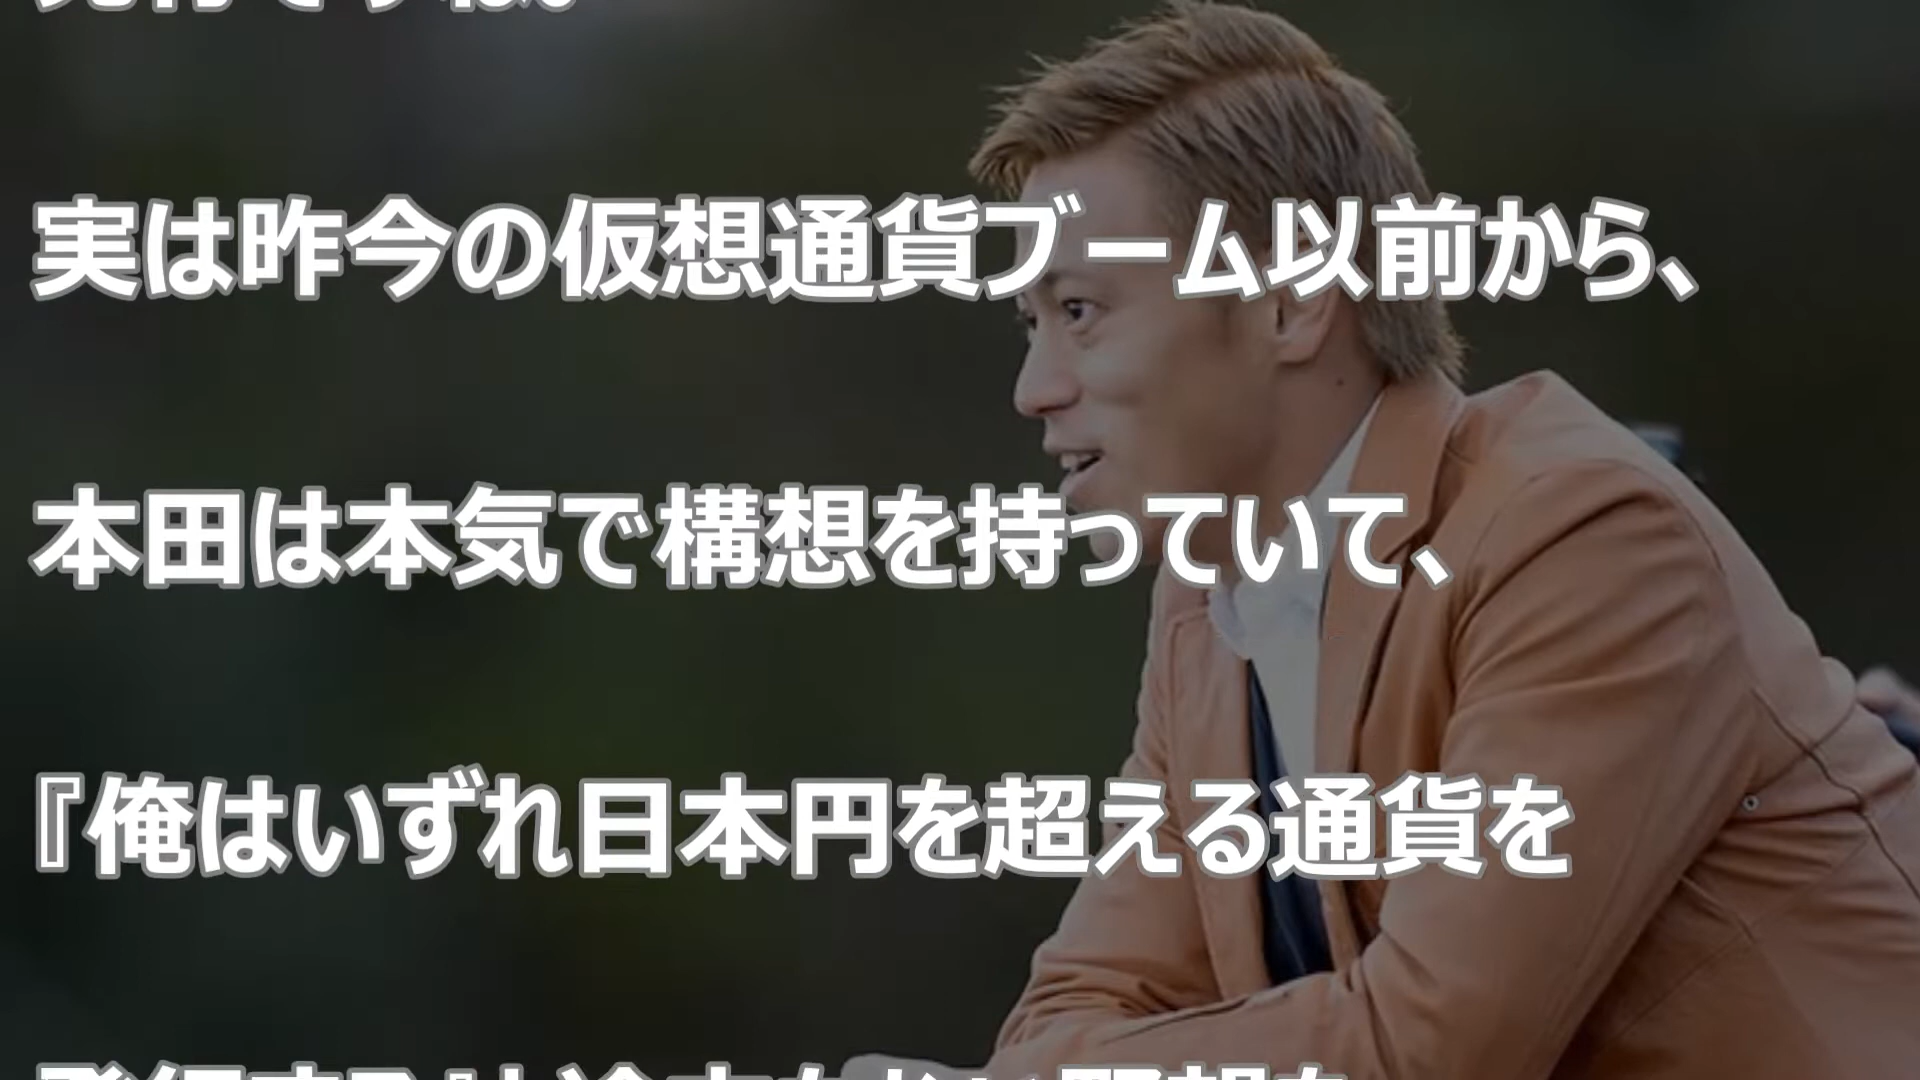 実は昨今の仮想通貨ブーム以前から、
本田は本気で構想を持っていて、
『俺はいずれ日本円を超える通貨を